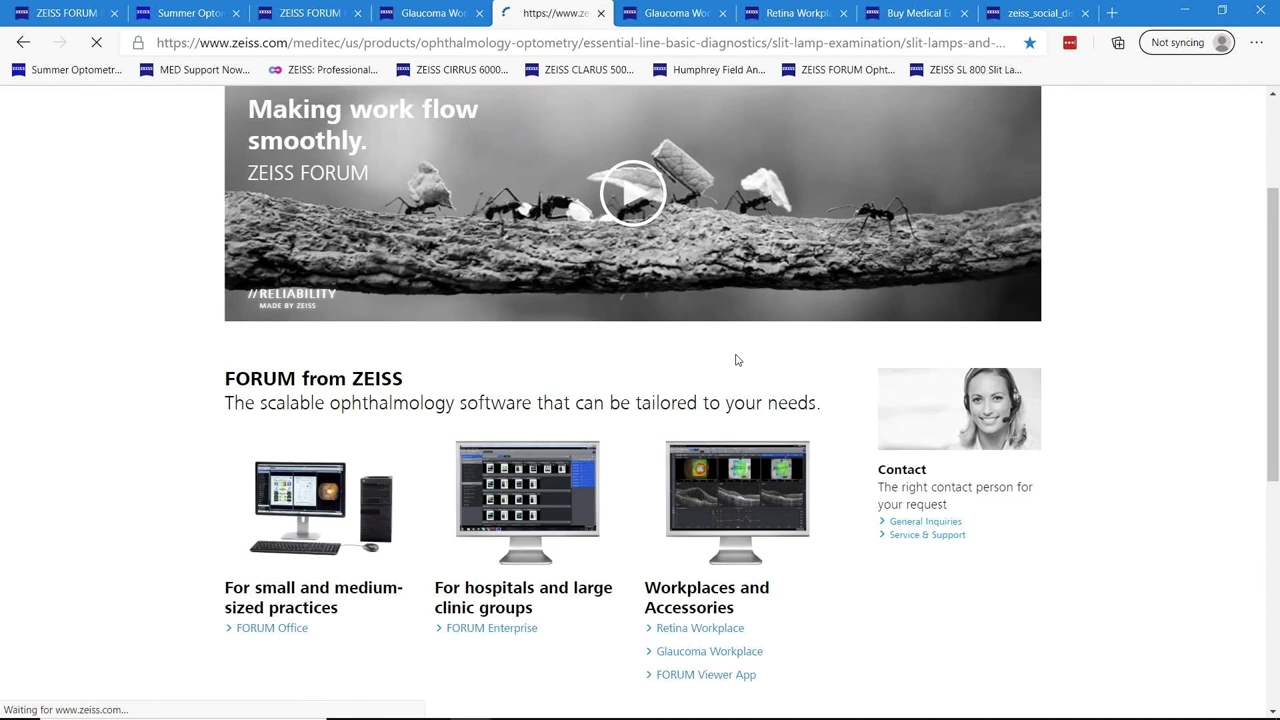 ZEISS FORUM
Summer Opto
ZEISS FORUM
Glaucoma Wo
https://www.ze
Glaucoma Wo
Retina Workpl
Buy Medical E
zeiss_social_di
https://www.zeiss.com/meditec/us/products/ophthalmology-optometry/essential-line-basic-diagnostics/slit-lamp-examination/slit-lamps-and-...
Not syncing
Summer Optometr...
MED Support Now...
ZEISS: Professional...
ZEISS CIRRUS 6000...
ZEISS CLARUS 500...
Humphrey Field An...
ZEISS FORUM Opht...
ZEISS SL 800 Slit La...
Making work flow
smoothly.
ZEISS FORUM
//RELIABILITY
MADE BY ZEISS
FORUM from ZEISS
The scalable ophthalmology software that can be tailored to your needs.
For small and medium-
sized practices
FORUM Office
For hospitals and large
clinic groups
FORUM Enterprise
Workplaces and
Accessories
Retina Workplace
Glaucoma Workplace
FORUM Viewer App
Contact
The right contact person for
your request
General Inquiries
Service & Support
Waiting for www.zeiss.com...